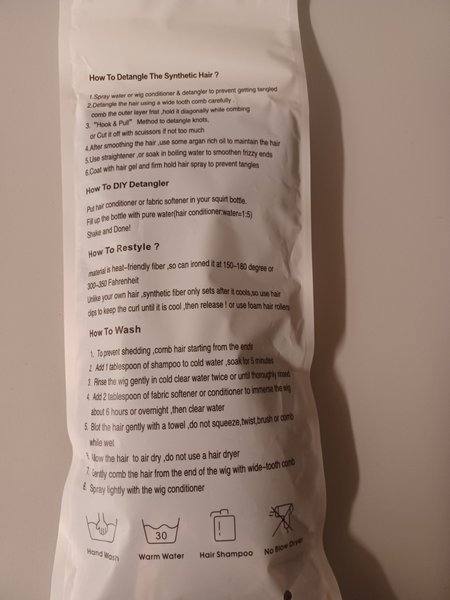 How To Detangle The Synthetic Hair ?
1.Spray water or wig conditioner & detangler to prevent getting tangled
2.Detangle the hair using a wide tooth comb carefully .
comb the outer layer frist ,hold it diagonally while combing
3. "Hook & Pull" Method to detangle knots,
or Cut it off with scuissors if not too much
4.After smoothing the hair ,use some argan rich oil to maintain the hair
5.Use straightener ,or soak in boiling water to smoothen frizzy ends
6.Coat with hair gel and firm hold hair spray to prevent tangles
How To DIY Detangler
Put hair conditioner or fabric softener in your squirt bottle.
Fill up the bottle with pure water(hair conditioner:water=1:5)
Shake and Done!
How To Restyle ?
material is heat-friendly fiber ,so can ironed it at 150-180 degree or
300-350 Fahrenheit
Unlike your own hair ,synthetic fiber only sets after it cools,so use hair
clips to keep the curl until it is cool ,then release ! or use foam hair rollers
How To Wash
1. To prevent shedding ,comb hair starting from the ends
2. Add 1 tablespoon of shampoo to cold water ,soak for 5 minutes
3. Rinse the wig gently in cold clear water twice or until thoroughly rinsed
4. Add 2 tablespoon of fabric softener or conditioner to immerse the wig
about 6 hours or overnight ,then clear water
5. Blot the hair gently with a towel ,do not squeeze,twist,brush or comb
while wet
6. Allow the hair to air dry ,do not use a hair dryer
7. Gently comb the hair from the end of the wig with wide-tooth comb
8. Spray lightly with the wig conditioner
30
Hand Wash Warm Water Hair Shampoo No Blow Dryer